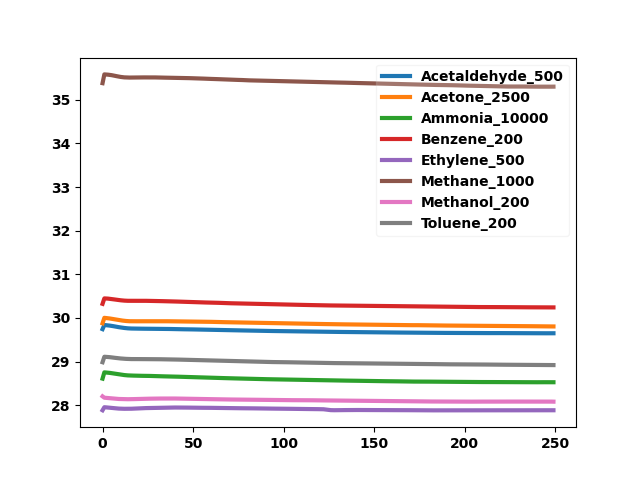 Acetaldehyde_500
Acetone_2500
Ammonia_10000
Benzene_200
Ethylene_500
Methane_1000
Methanol_200
Toluene_200
35
34
33
32
31
30
29
28
0 50 100 150 200 250